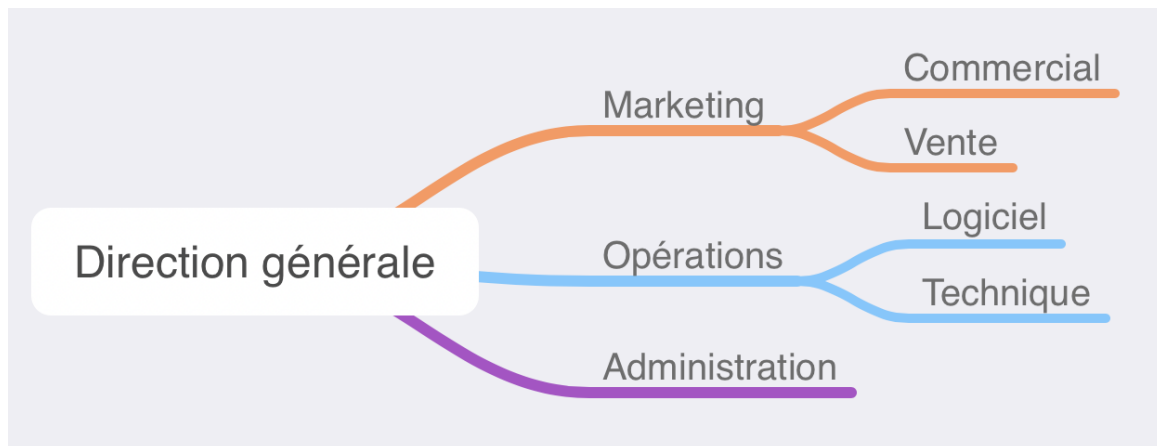 Direction générale
Marketing
Commercial
Vente
Opérations
Logiciel
Technique
Administration